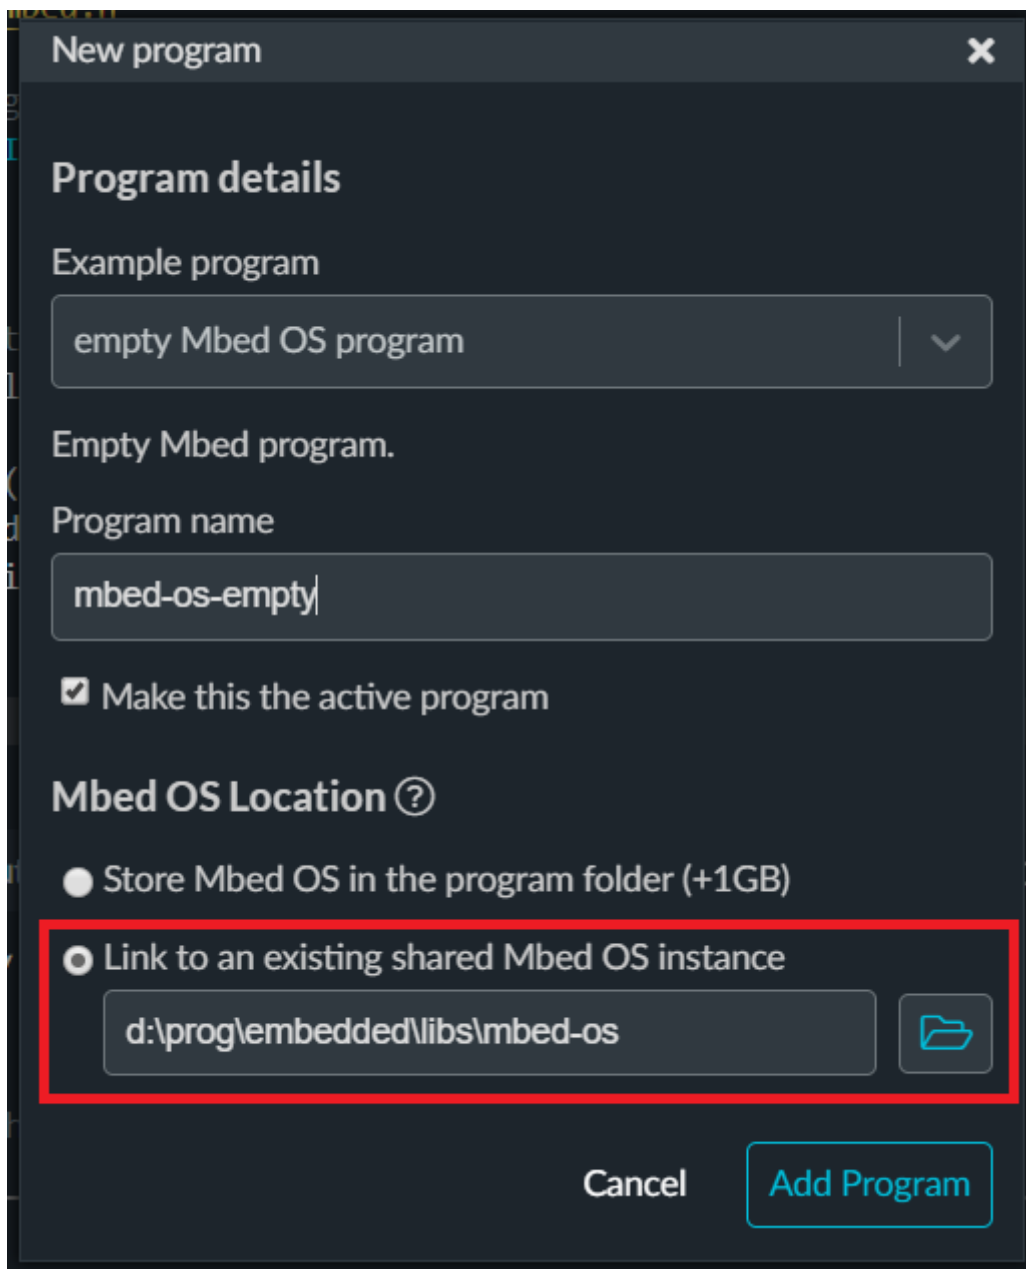 New program
Program details
Example program
empty Mbed OS program
Empty Mbed program.
Program name
mbed-os-empty
Make this the active program
Mbed OS Location
Store Mbed OS in the program folder (+1GB)
Link to an existing shared Mbed OS instance
d:\prog\embedded\libs\mbed-os
Cancel Add Program